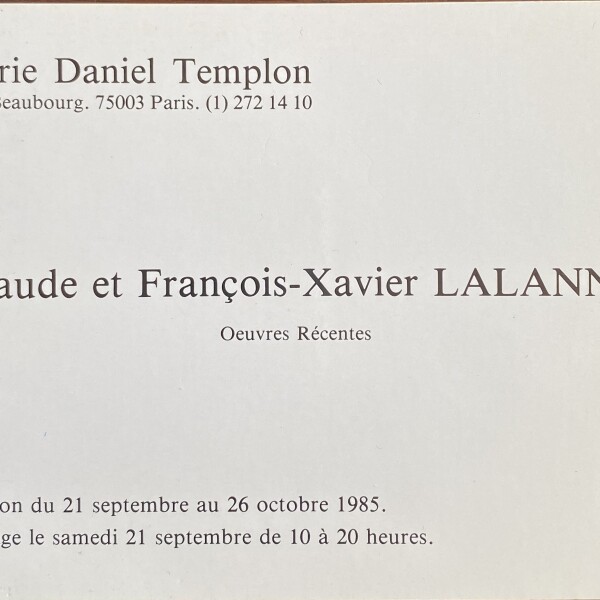 rie Daniel Templon
Beaubourg. 75003 Paris. (1) 272 14 10
aude et François-Xavier LALANN
Oeuvres Récentes
on du 21 septembre au 26 octobre 1985.
ge le samedi 21 septembre de 10 à 20 heures.